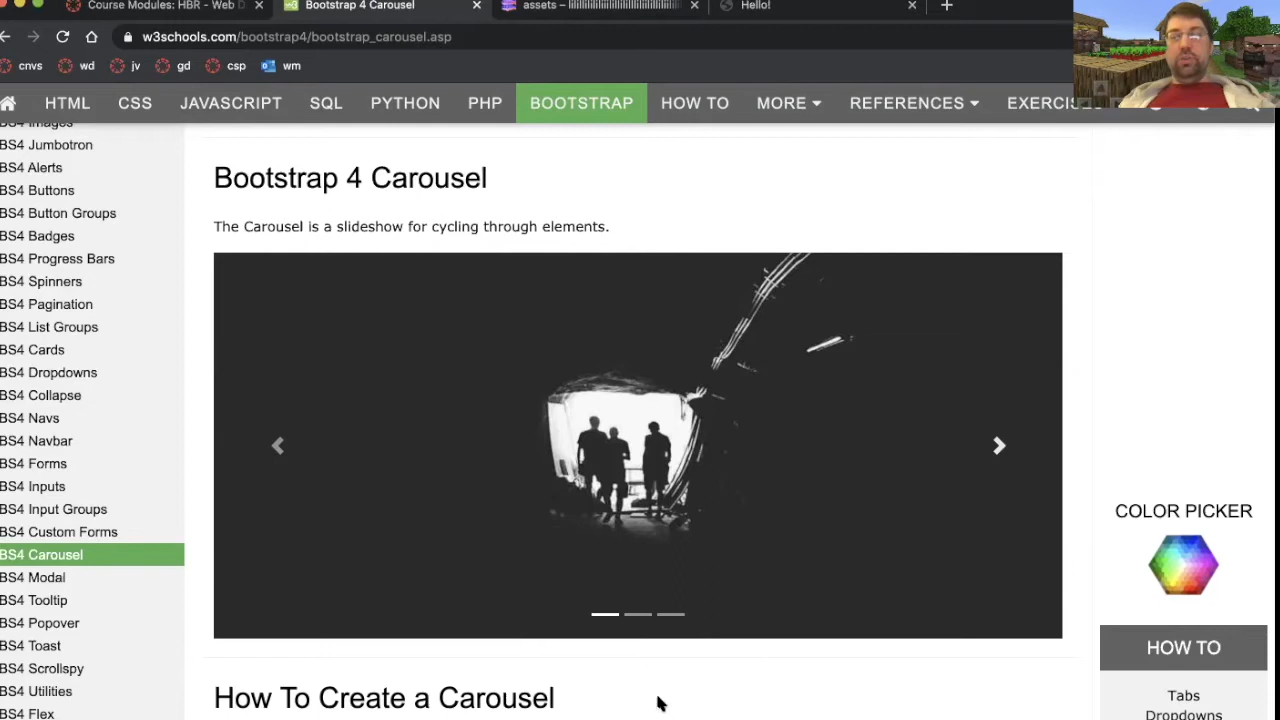 Course Modules: HBR - Web D
Bootstrap 4 Carousel
assets –
Hello!
w3schools.com/bootstrap4/bootstrap_carousel.asp
cnvs
wd
jv
gd
csp
wm
HTML
CSS
JAVASCRIPT
SQL
PYTHON
PHP
BOOTSTRAP
HOW TO
MORE
REFERENCES
EXERCISES
BS4 Images
BS4 Jumbotron
BS4 Alerts
BS4 Buttons
BS4 Button Groups
BS4 Badges
BS4 Progress Bars
BS4 Spinners
BS4 Pagination
BS4 List Groups
BS4 Cards
BS4 Dropdowns
BS4 Collapse
BS4 Navs
BS4 Navbar
BS4 Forms
BS4 Inputs
BS4 Input Groups
BS4 Custom Forms
BS4 Carousel
BS4 Modal
BS4 Tooltip
BS4 Popover
BS4 Toast
BS4 Scrollspy
BS4 Utilities
BS4 Flex
Bootstrap 4 Carousel
The Carousel is a slideshow for cycling through elements.
How To Create a Carousel
COLOR PICKER
HOW TO
Tabs
Dropdowns